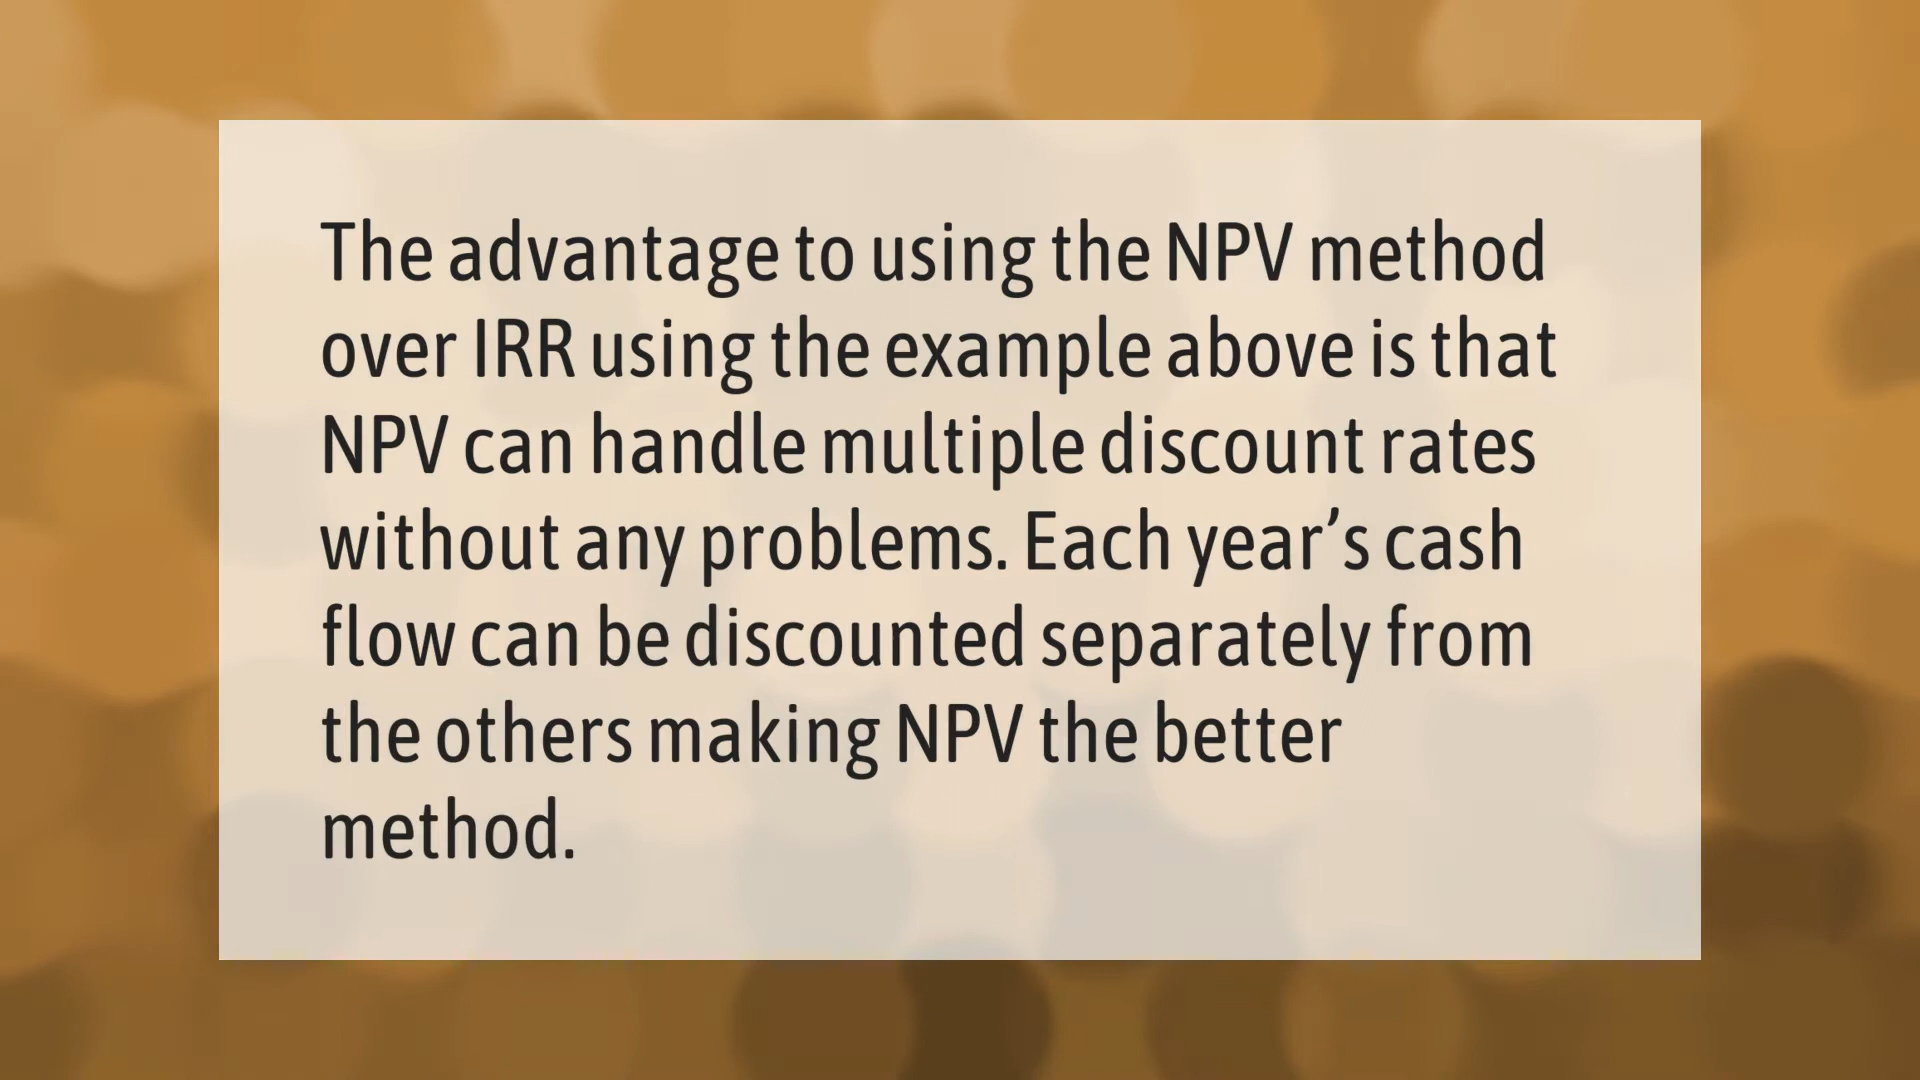 The advantage to using the NPV method
over IRR using the example above is that
NPV can handle multiple discount rates
without any problems. Each year’s cash
flow can be discounted separately from
the others making NPV the better
method.